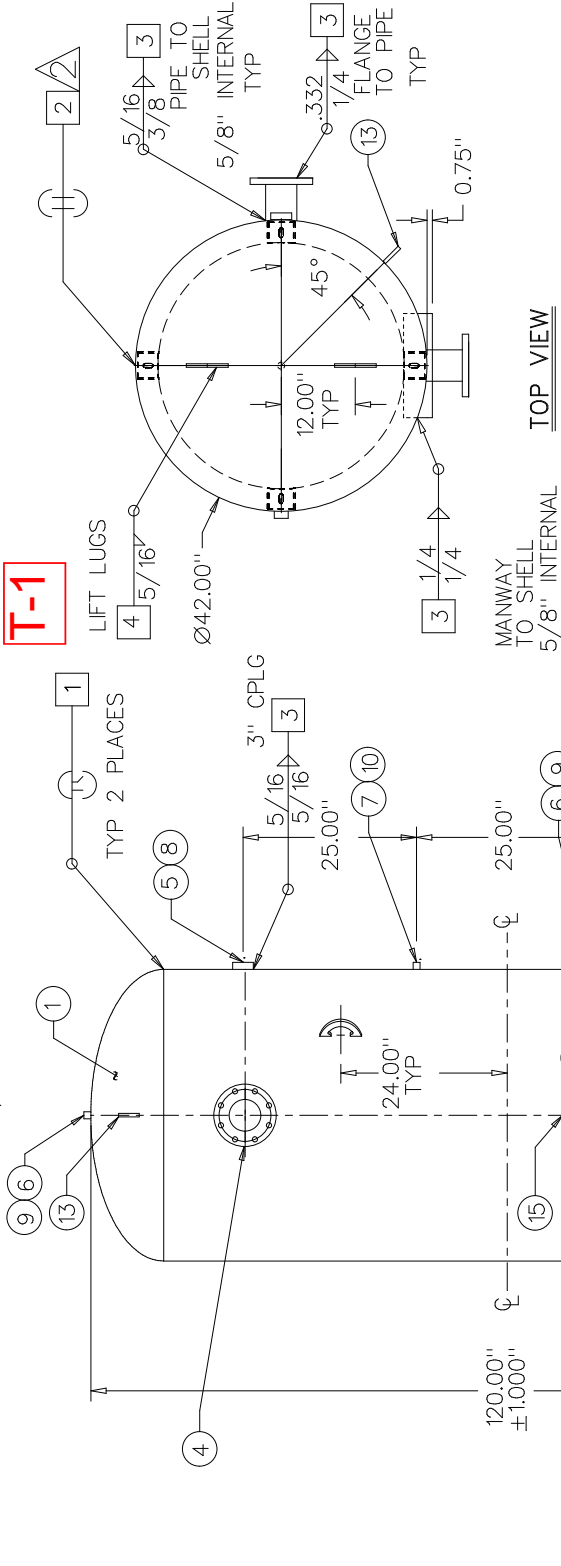 T-1
LIFT LUGS
4
5/16
Ø42.00"
2
2
5/16
3/8
3
PIPE TO
SHELL
5/8" INTERNAL
TYP
.332
1/4
3
FLANGE
TO PIPE
TYP
13
45°
12.00"
TYP
0.75"
TOP VIEW
3
1/4
1/4
MANWAY
TO SHELL
5/8" INTERNAL
1
TYP 2 PLACES
3" CPLG
5/16
5/16
3
5
8
25.00"
7
10
25.00"
6
9
1
9
6
13
24.00"
TYP
CL
CL
15
4
120.00"
±1.000"